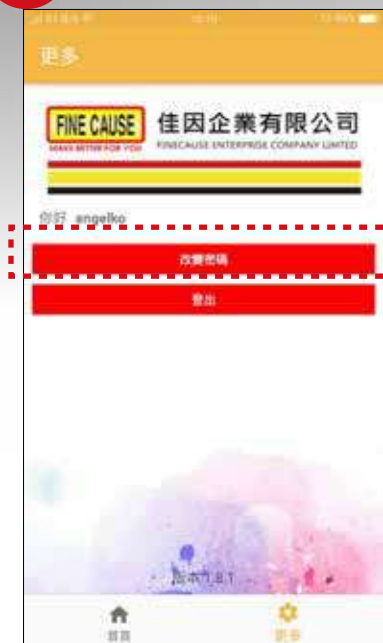 更多
FINE CAUSE
佳因企業有限公司
MAKE BETTER FOR YOU
FINECAUSE ENTERPRISE COMPANY LIMITED
你好 angelko
改變密碼
登出
版本1.8.1
首頁
更多